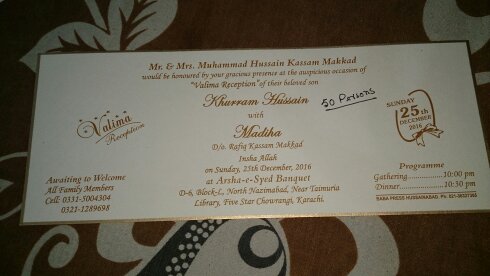 Mr. & Mrs. Muhammad Hussain Kassam Makkad
would be honoured by your gracious presence at the auspicious occasion of
"Valima Reception" of their beloved son
Khurram Hussain
50 Persons
with
Madiha
D/o. Rafiq Kassam Makkad
Insha Allah
on Sunday, 25th December, 2016
at Arsha-e-Syed Banquet
D-6, Block-L, North Nazimabad, Near Taimuria
Library, Five Star Chowrangi, Karachi.
Valima
Reception
SUNDAY
25th
DECEMBER
2016
Awaiting to Welcome
All Family Members
Cell: 0331-5004304
0321-1289698
Programme
Gathering..............10:00 pm
Dinner....................10:30 pm
BABA PRESS HUSSAINABAD Ph: 021-36337363